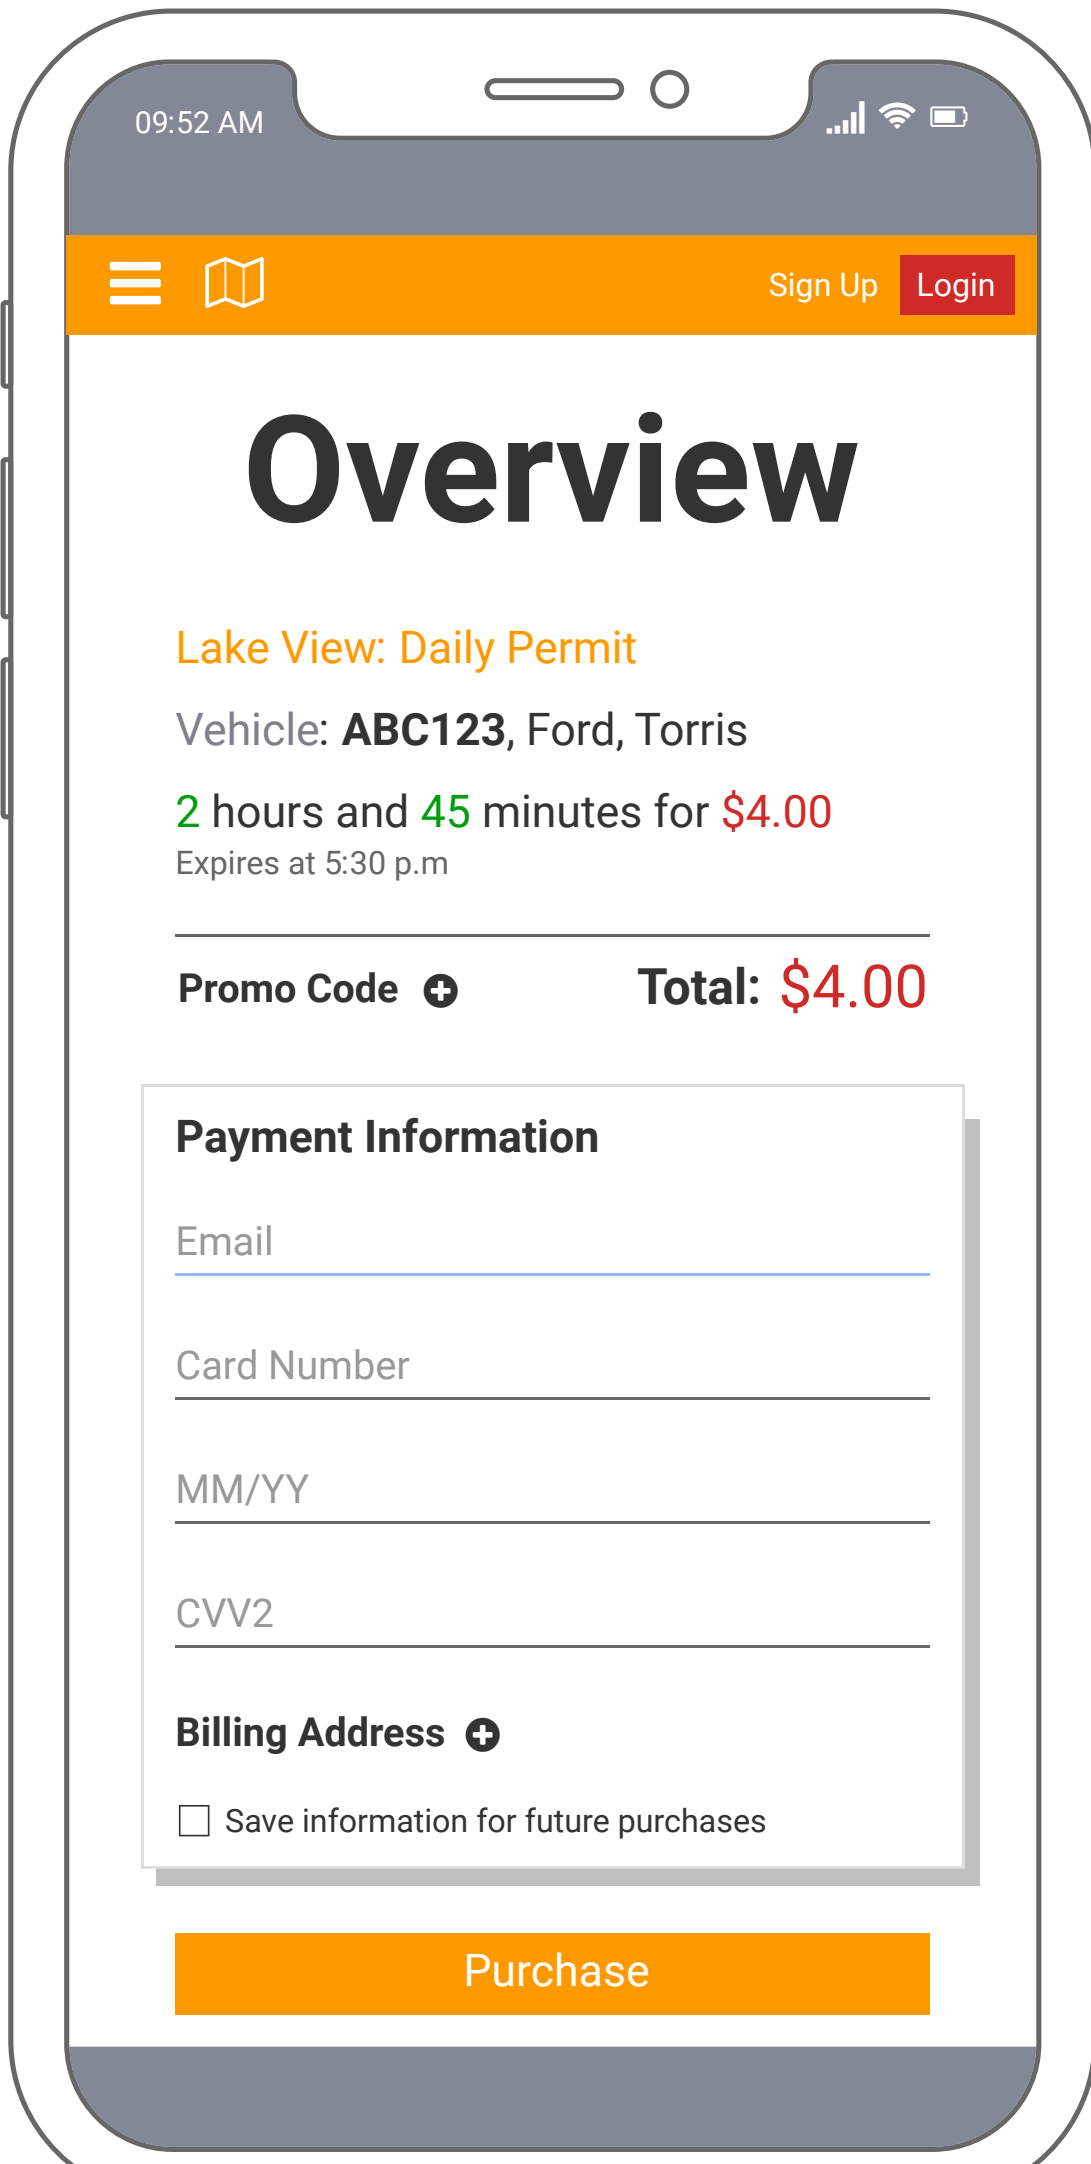 09:52 AM
Sign Up Login
Overview
Lake View: Daily Permit
Vehicle: ABC123, Ford, Torris
2 hours and 45 minutes for $4.00
Expires at 5:30 p.m
Promo Code Total: $4.00
Payment Information
Email
Card Number
MM/YY
CVV2
Billing Address
Save information for future purchases
Purchase